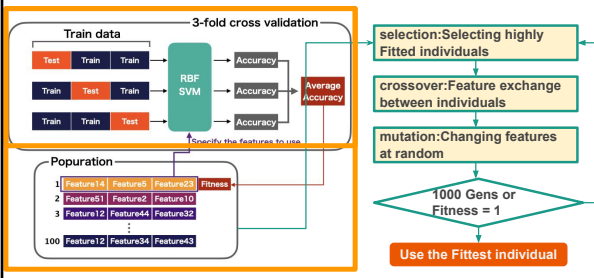 3-fold cross validation
Train data
Test Train Train
Train Test Train
Train Train Test
RBF
SVM
Accuracy
Accuracy
Accuracy
Average
Accuracy
Specify the features to use
Popuration
1 Feature14 Feature5 Feature23 Fitness
2 Feature51 Feature2 Feature10
3 Feature12 Feature44 Feature32
⋮
100 Feature12 Feature34 Feature43
selection:Selecting highly
Fitted individuals
crossover:Feature exchange
between individuals
mutation:Changing features
at random
1000 Gens or
Fitness = 1
Use the Fittest individual